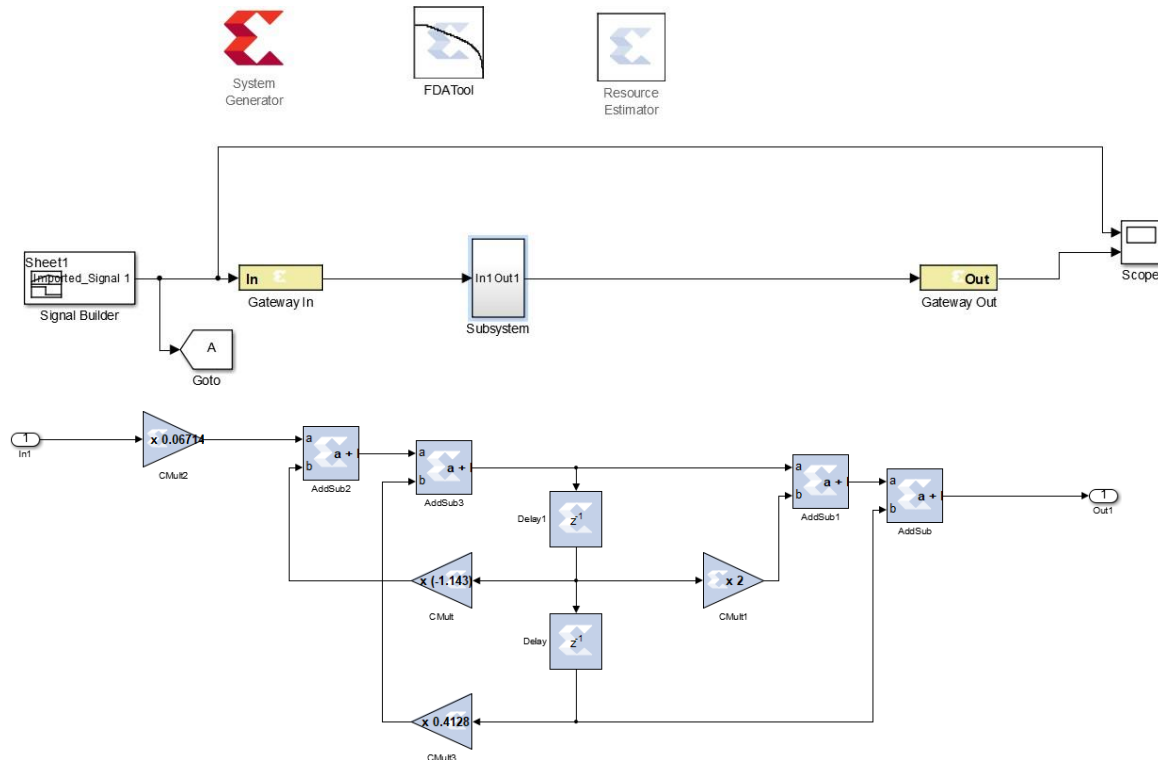 System
Generator
FDATool
Resource
Estimator
Sheet1
Imported_Signal 1
Signal Builder
A
Goto
In
Gateway In
In1 Out1
Subsystem
Out
Gateway Out
Scope
1
In1
x 0.06714
CMult2
a
b
a +
AddSub2
a
b
a +
AddSub3
z-1
Delay1
x (-1.143)
CMult
x 2
CMult1
z-1
Delay
x 0.4128
CMult3
a
b
a +
AddSub1
a
b
a +
AddSub
1
Out1